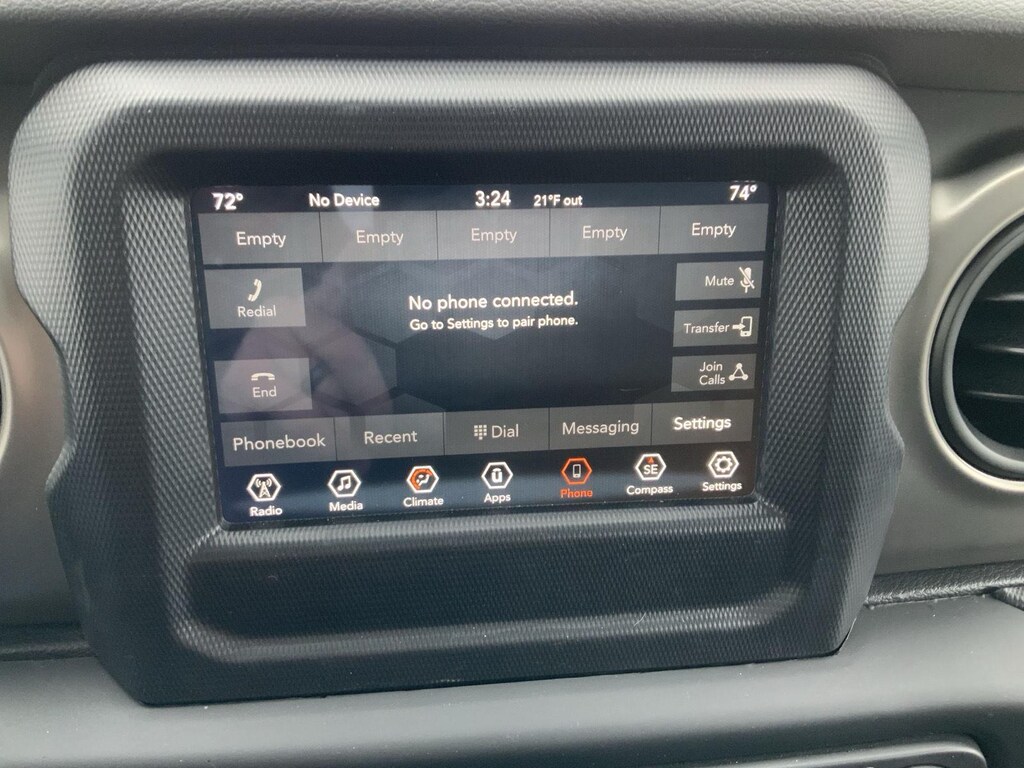 72° No Device 3:24 21°F out 74°
Empty Empty Empty Empty Empty
Redial
No phone connected.
Go to Settings to pair phone.
Mute
Transfer
End
Join
Calls
Phonebook Recent Dial Messaging Settings
SE
Radio Media Climate Apps Phone Compass Settings